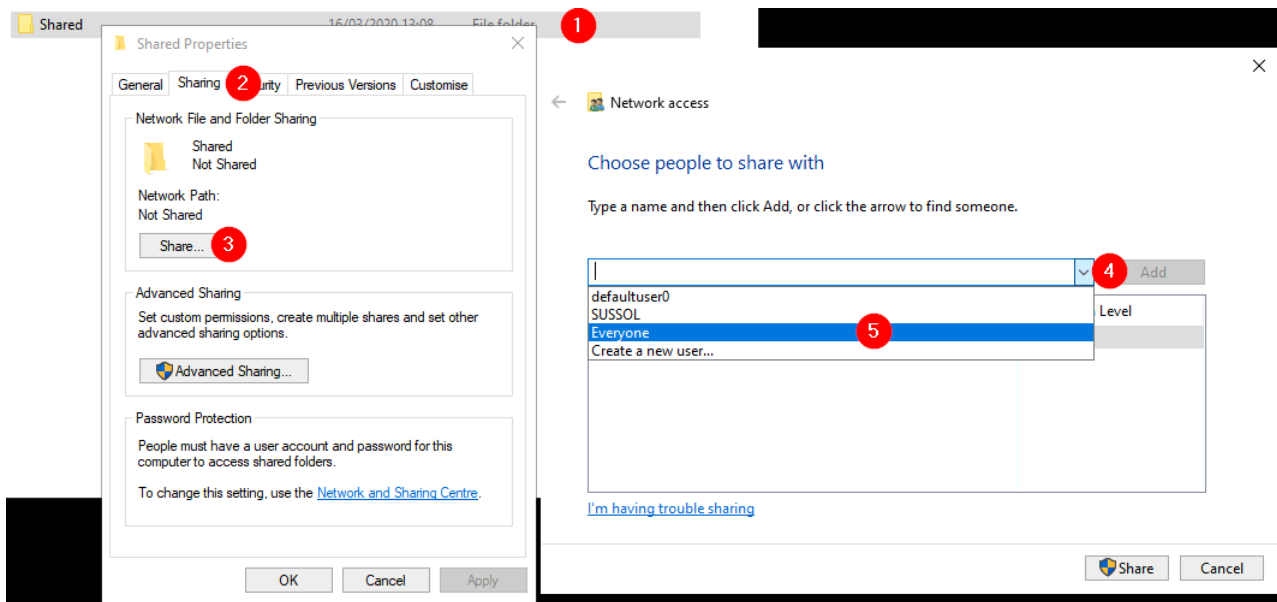 Shared 16/03/2020 13:08 File folder 1
Shared Properties
General Sharing 2 urity Previous Versions Customise
Network File and Folder Sharing
Shared
Not Shared
Network Path:
Not Shared
Share... 3
Advanced Sharing
Set custom permissions, create multiple shares and set other
advanced sharing options.
Advanced Sharing...
Password Protection
People must have a user account and password for this
computer to access shared folders.
To change this setting, use the Network and Sharing Centre.
OK Cancel Apply
Network access
Choose people to share with
Type a name and then click Add, or click the arrow to find someone.
4 Add
defaultuser0
SUSSOL
Everyone 5
Create a new user...
Level
I'm having trouble sharing
Share Cancel